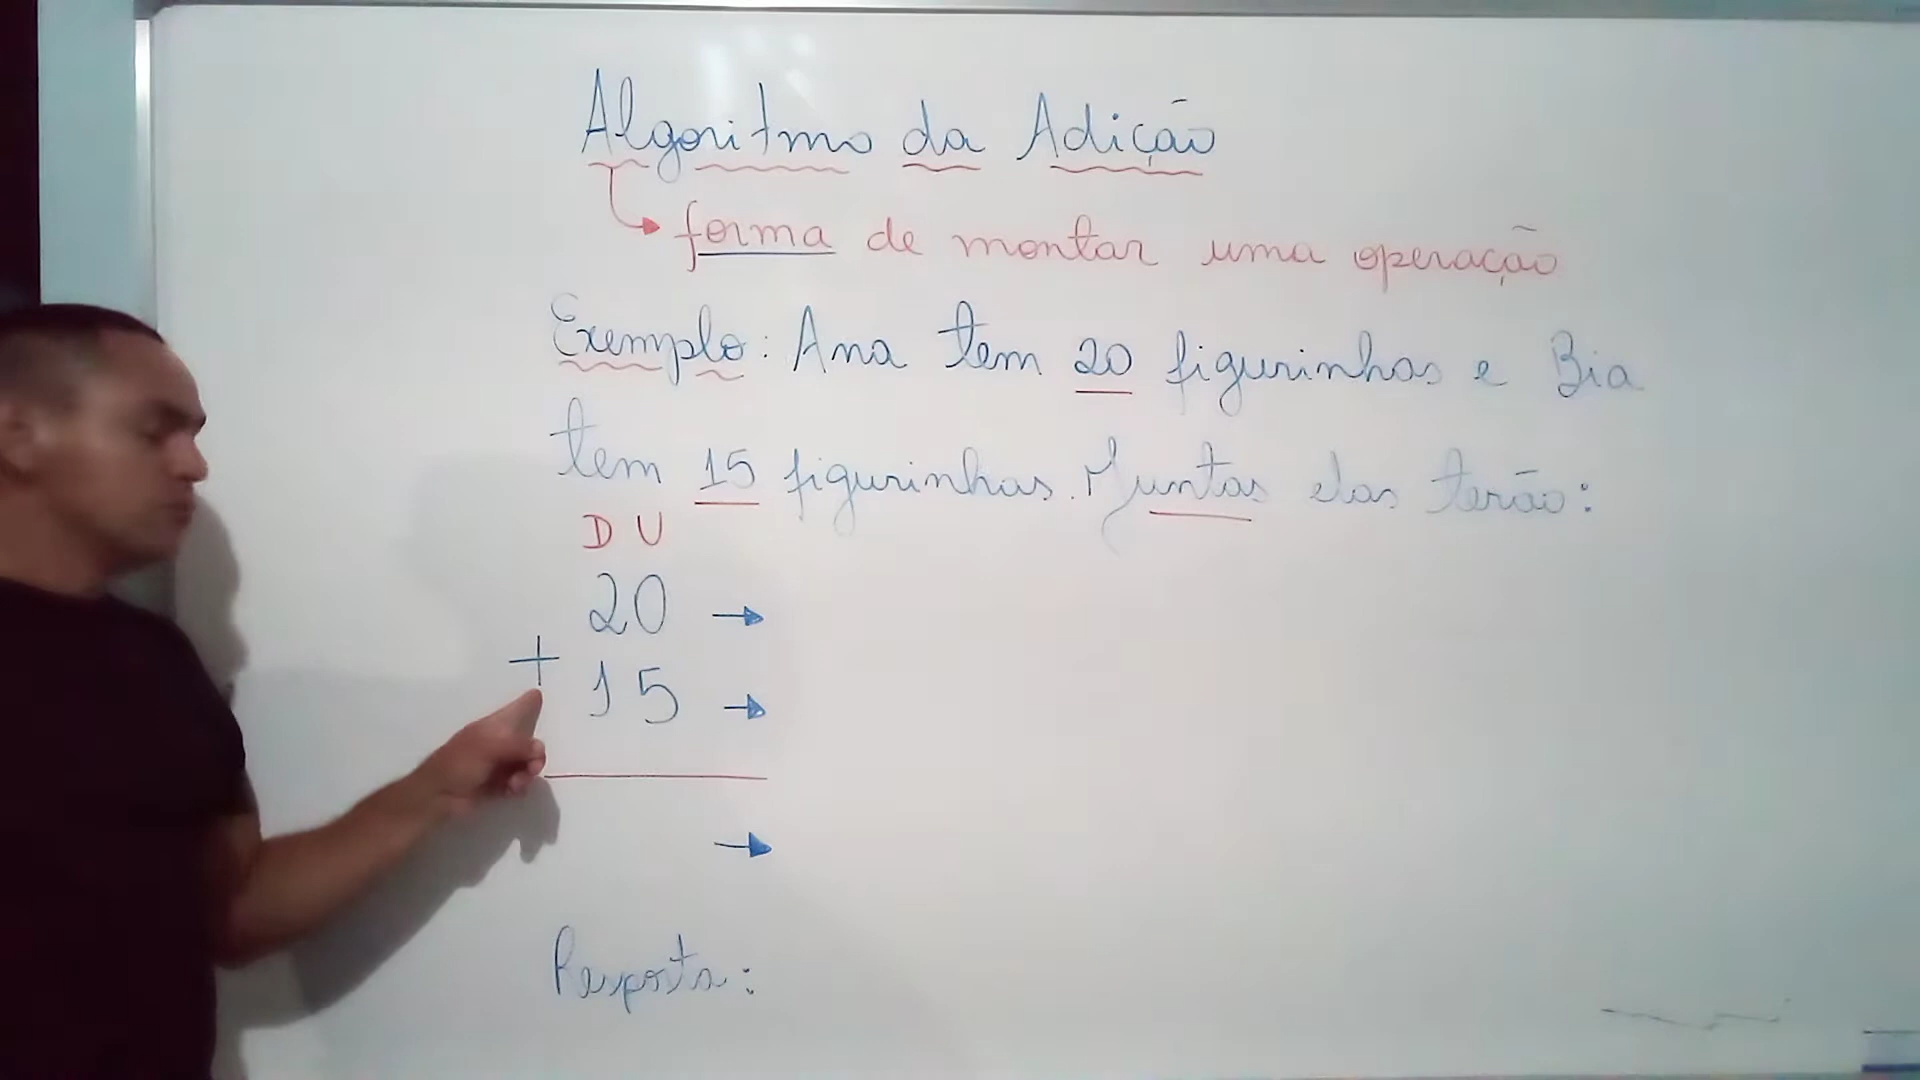 Algoritmo da Adição
forma de montar uma operação
Exemplo: Ana tem 20 figurinhas e Bia
tem 15 figurinhas. Juntas elas terão:
D U
20
+ 15
Resposta: